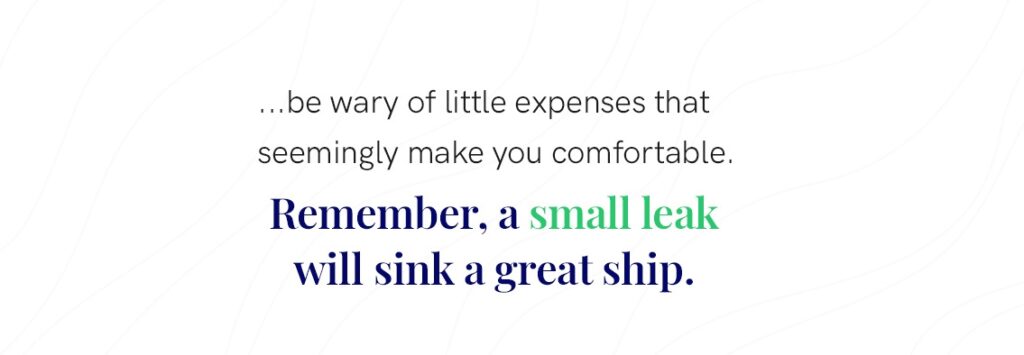 ...be wary of little expenses that
seemingly make you comfortable.
Remember, a small leak
will sink a great ship.